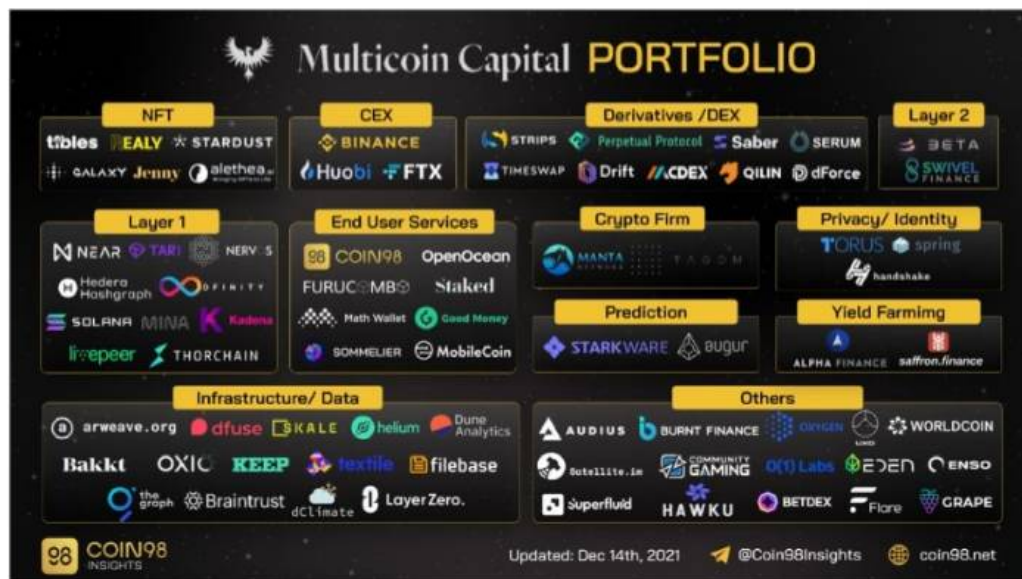 Multicoin Capital PORTFOLIO
NFT
tibles REALY STARDUST
GALAXY Jenny alethea.ai
CEX
BINANCE
Huobi FTX
Derivatives /DEX
STRIPS Perpetual Protocol Saber SERUM
TIMESWAP Drift CDEX QILIN dForce
Layer 2
BETA
SWIVEL
FINANCE
Layer 1
NEAR TARI NERVOS
Hedera
Hashgraph DFINITY
SOLANA MINA Kadena
livepeer THORCHAIN
End User Services
98 COIN98 OpenOcean
FURUCOMBO Staked
Math Wallet Good Money
SOMMELIER MobileCoin
Crypto Firm
MANTA
NETWORK TAGOMI
Prediction
STARKWARE augur
Privacy/ Identity
TORUS spring
handshake
Yield Farmimg
ALPHA FINANCE saffron.finance
Infrastructure/ Data
a arweave.org dfuse SKALE helium Dune
Analytics
Bakkt OXIO KEEP textile filebase
the
graph Braintrust dClimate LayerZero.
Others
AUDIUS BURNT FINANCE OXYGEN WORLDCOIN
Satellite.im COMMUNITY
GAMING O(1) Labs EDEN ENSO
Superfluid HAWKU BETDEX Flare GRAPE
98 COIN98
INSIGHTS
Updated: Dec 14th, 2021 @Coin98Insights coin98.net